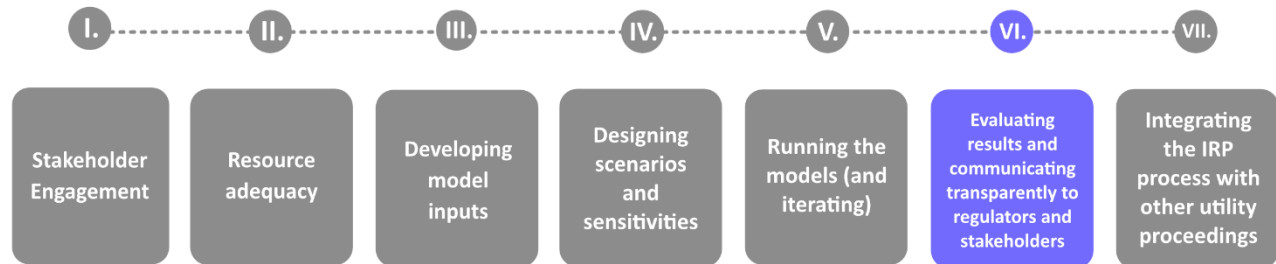 I.
II.
III.
IV.
V.
VI.
VII.
Stakeholder
Engagement
Resource
adequacy
Developing
model
inputs
Designing
scenarios
and
sensitivities
Running the
models (and
iterating)
Evaluating
results and
communicating
transparently to
regulators and
stakeholders
Integrating
the IRP
process with
other utility
proceedings